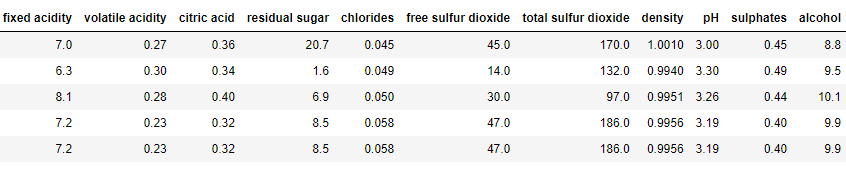 fixed acidity volatile acidity citric acid residual sugar chlorides free sulfur dioxide total sulfur dioxide density pH sulphates alcohol
7.0 0.27 0.36 20.7 0.045 45.0 170.0 1.0010 3.00 0.45 8.8
6.3 0.30 0.34 1.6 0.049 14.0 132.0 0.9940 3.30 0.49 9.5
8.1 0.28 0.40 6.9 0.050 30.0 97.0 0.9951 3.26 0.44 10.1
7.2 0.23 0.32 8.5 0.058 47.0 186.0 0.9956 3.19 0.40 9.9
7.2 0.23 0.32 8.5 0.058 47.0 186.0 0.9956 3.19 0.40 9.9